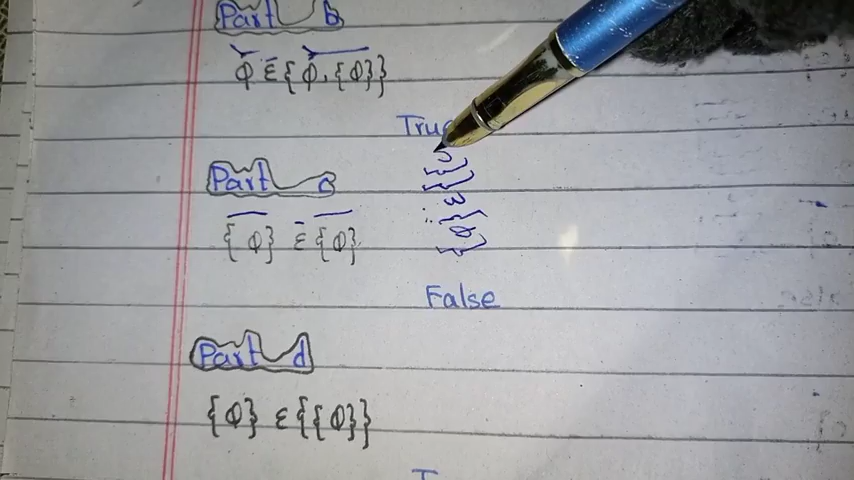 Part b
Φ ε {Φ, {Φ}}
True
Part c
{Φ} ε {Φ}
False
Part d
{Φ} ε {{Φ}}